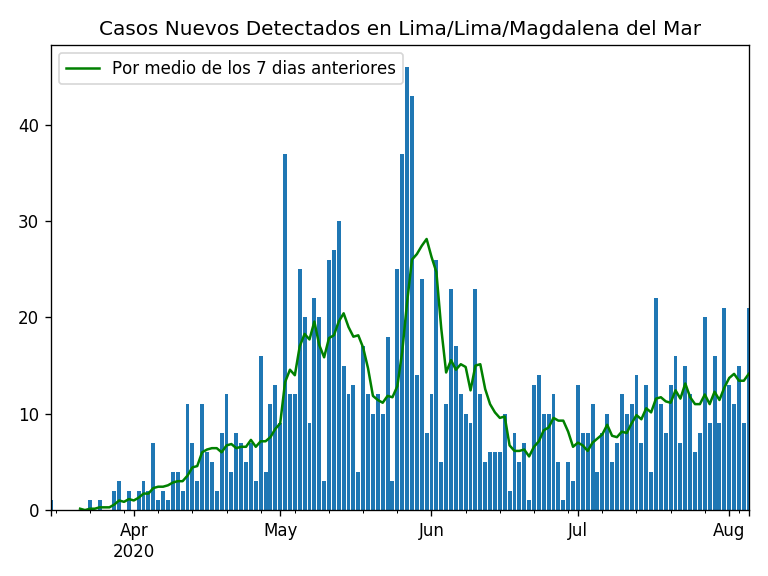 Casos Nuevos Detectados en Lima/Lima/Magdalena del Mar
Por medio de los 7 dias anteriores
40
30
20
10
0
Apr May Jun Jul Aug
2020